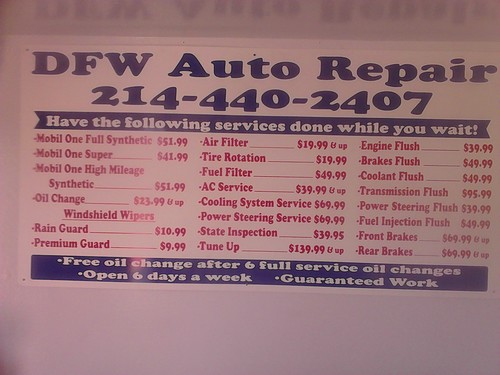 DFW Auto Repair
214-440-2407
Have the following services done while you wait!
·Mobil One Full Synthetic $51.99
·Mobil One Super $41.99
·Mobil One High Mileage
Synthetic $51.99
·Oil Change $23.99 & up
Windshield Wipers
·Rain Guard $10.99
·Premium Guard $9.99
·Air Filter $19.99 & up
·Tire Rotation $19.99
·Fuel Filter $49.99
·AC Service $39.99 & up
·Cooling System Service $69.99
·Power Steering Service $69.99
·State Inspection $39.95
·Tune Up $139.99 & up
·Engine Flush $39.99
·Brakes Flush $49.99
·Coolant Flush $49.99
·Transmission Flush $95.99
·Power Steering Flush $39.99
·Fuel Injection Flush $49.99
·Front Brakes $69.99 & up
·Rear Brakes $69.99 & up
·Free oil change after 6 full service oil changes
·Open 6 days a week ·Guaranteed Work